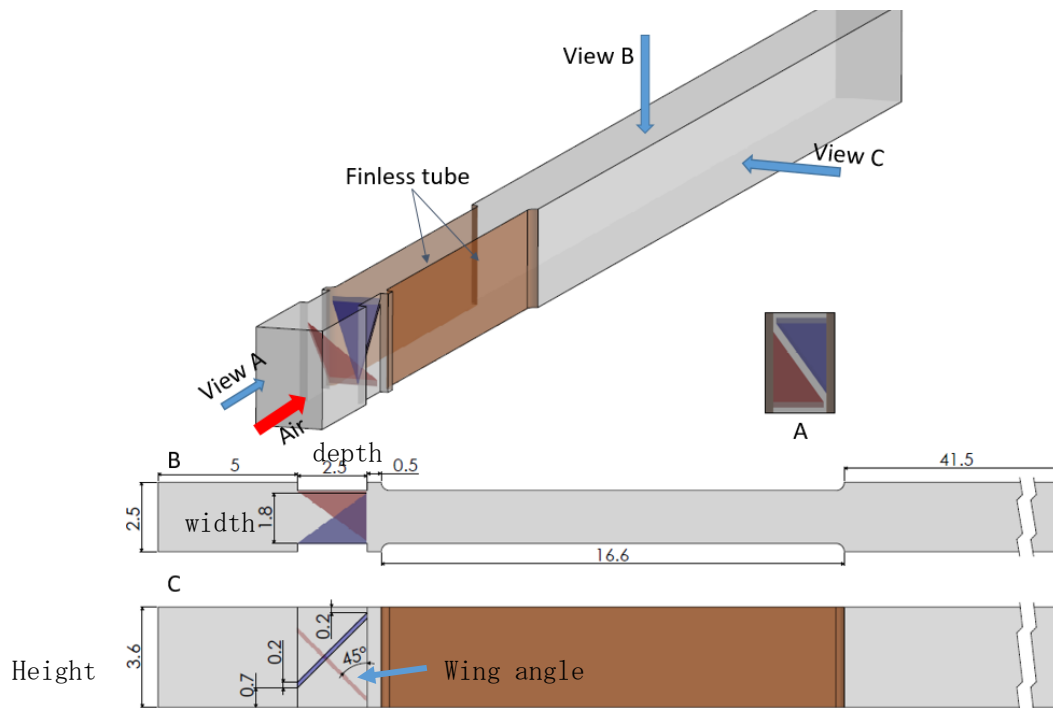 View B
View C
Finless tube
View A
Air
A
depth
B
5
2.5
0.5
41.5
2.5
width
1.8
16.6
C
3.6
0.2
0.2
45°
0.7
Height
Wing angle